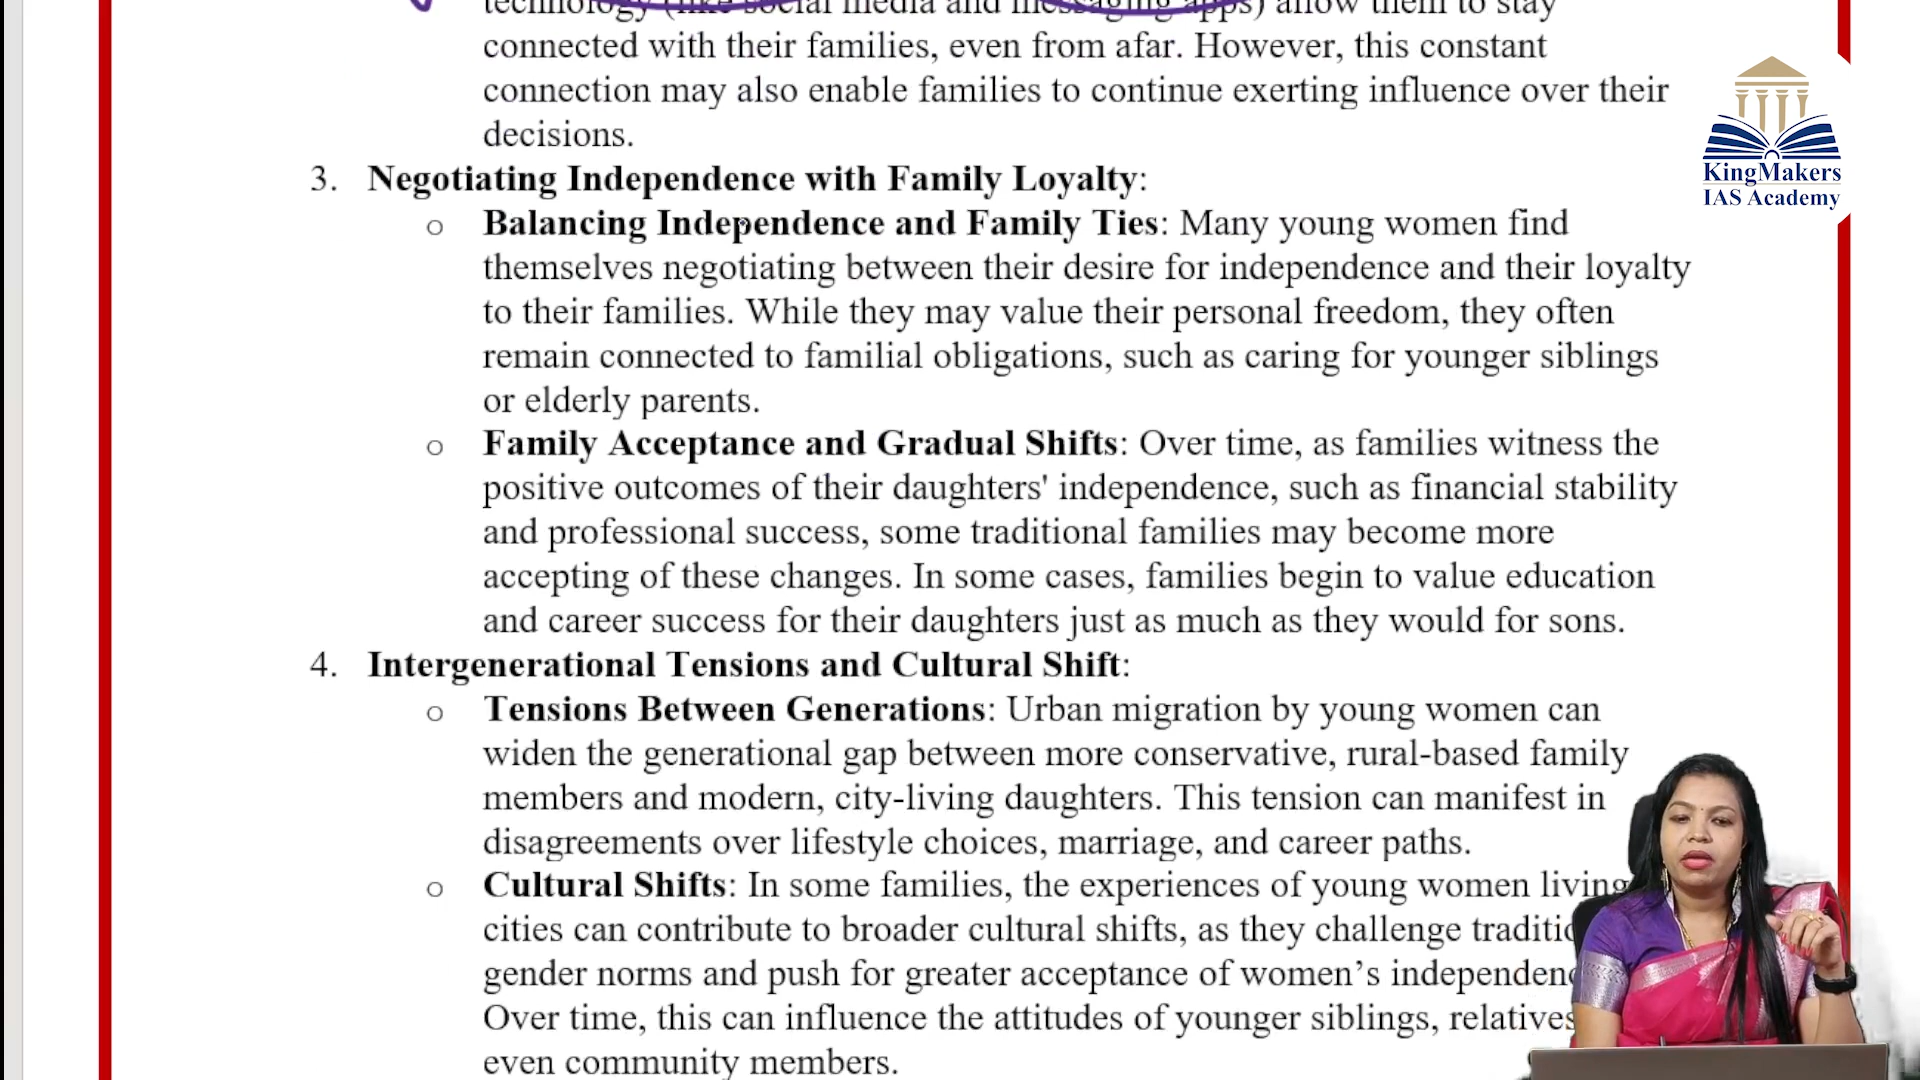 technology (like social media and messaging apps) allow them to stay
connected with their families, even from afar. However, this constant
connection may also enable families to continue exerting influence over their
decisions.
3. Negotiating Independence with Family Loyalty:
o Balancing Independence and Family Ties: Many young women find
themselves negotiating between their desire for independence and their loyalty
to their families. While they may value their personal freedom, they often
remain connected to familial obligations, such as caring for younger siblings
or elderly parents.
o Family Acceptance and Gradual Shifts: Over time, as families witness the
positive outcomes of their daughters' independence, such as financial stability
and professional success, some traditional families may become more
accepting of these changes. In some cases, families begin to value education
and career success for their daughters just as much as they would for sons.
4. Intergenerational Tensions and Cultural Shift:
o Tensions Between Generations: Urban migration by young women can
widen the generational gap between more conservative, rural-based family
members and modern, city-living daughters. This tension can manifest in
disagreements over lifestyle choices, marriage, and career paths.
o Cultural Shifts: In some families, the experiences of young women living
cities can contribute to broader cultural shifts, as they challenge
gender norms and push for greater acceptance of women’s
Over time, this can influence the attitudes of younger siblings, relatives
even community members.
KingMakers
IAS Academy